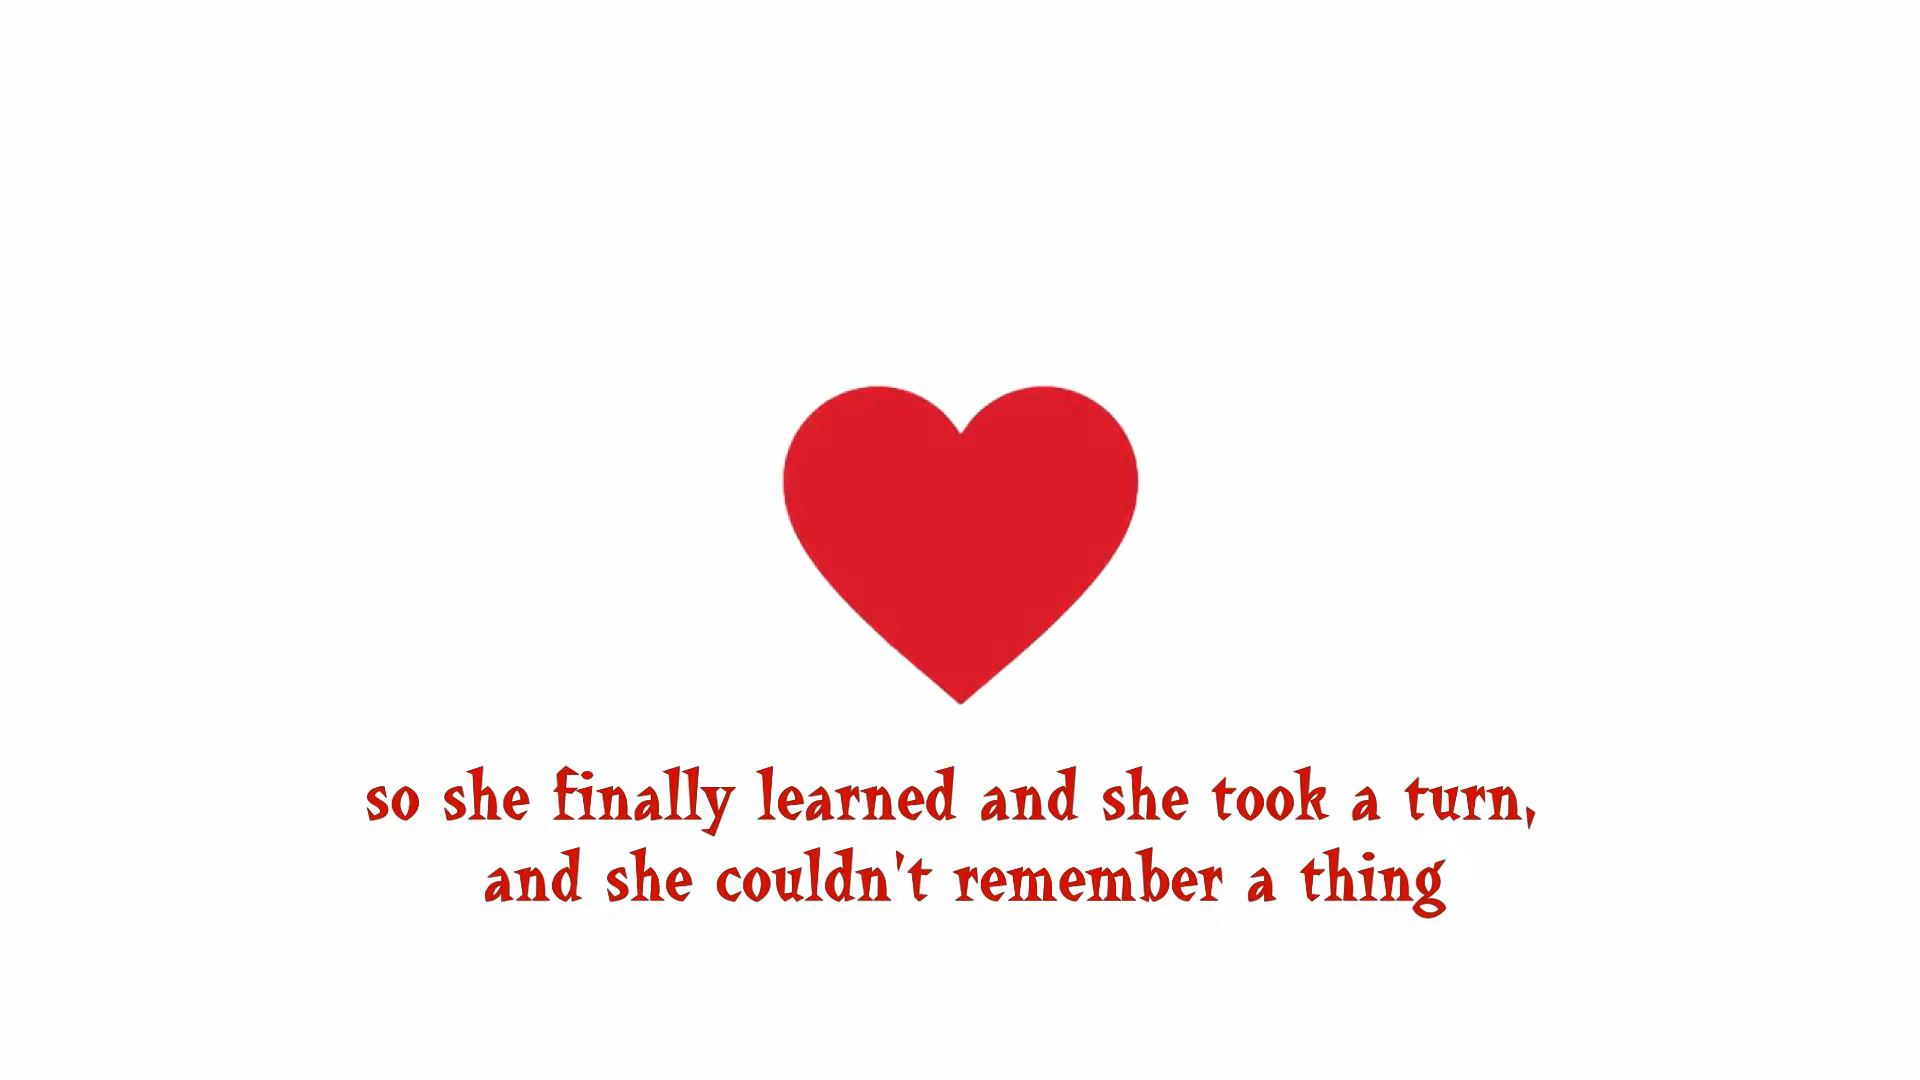 so she finally learned and she took a turn,
and she couldn't remember a thing